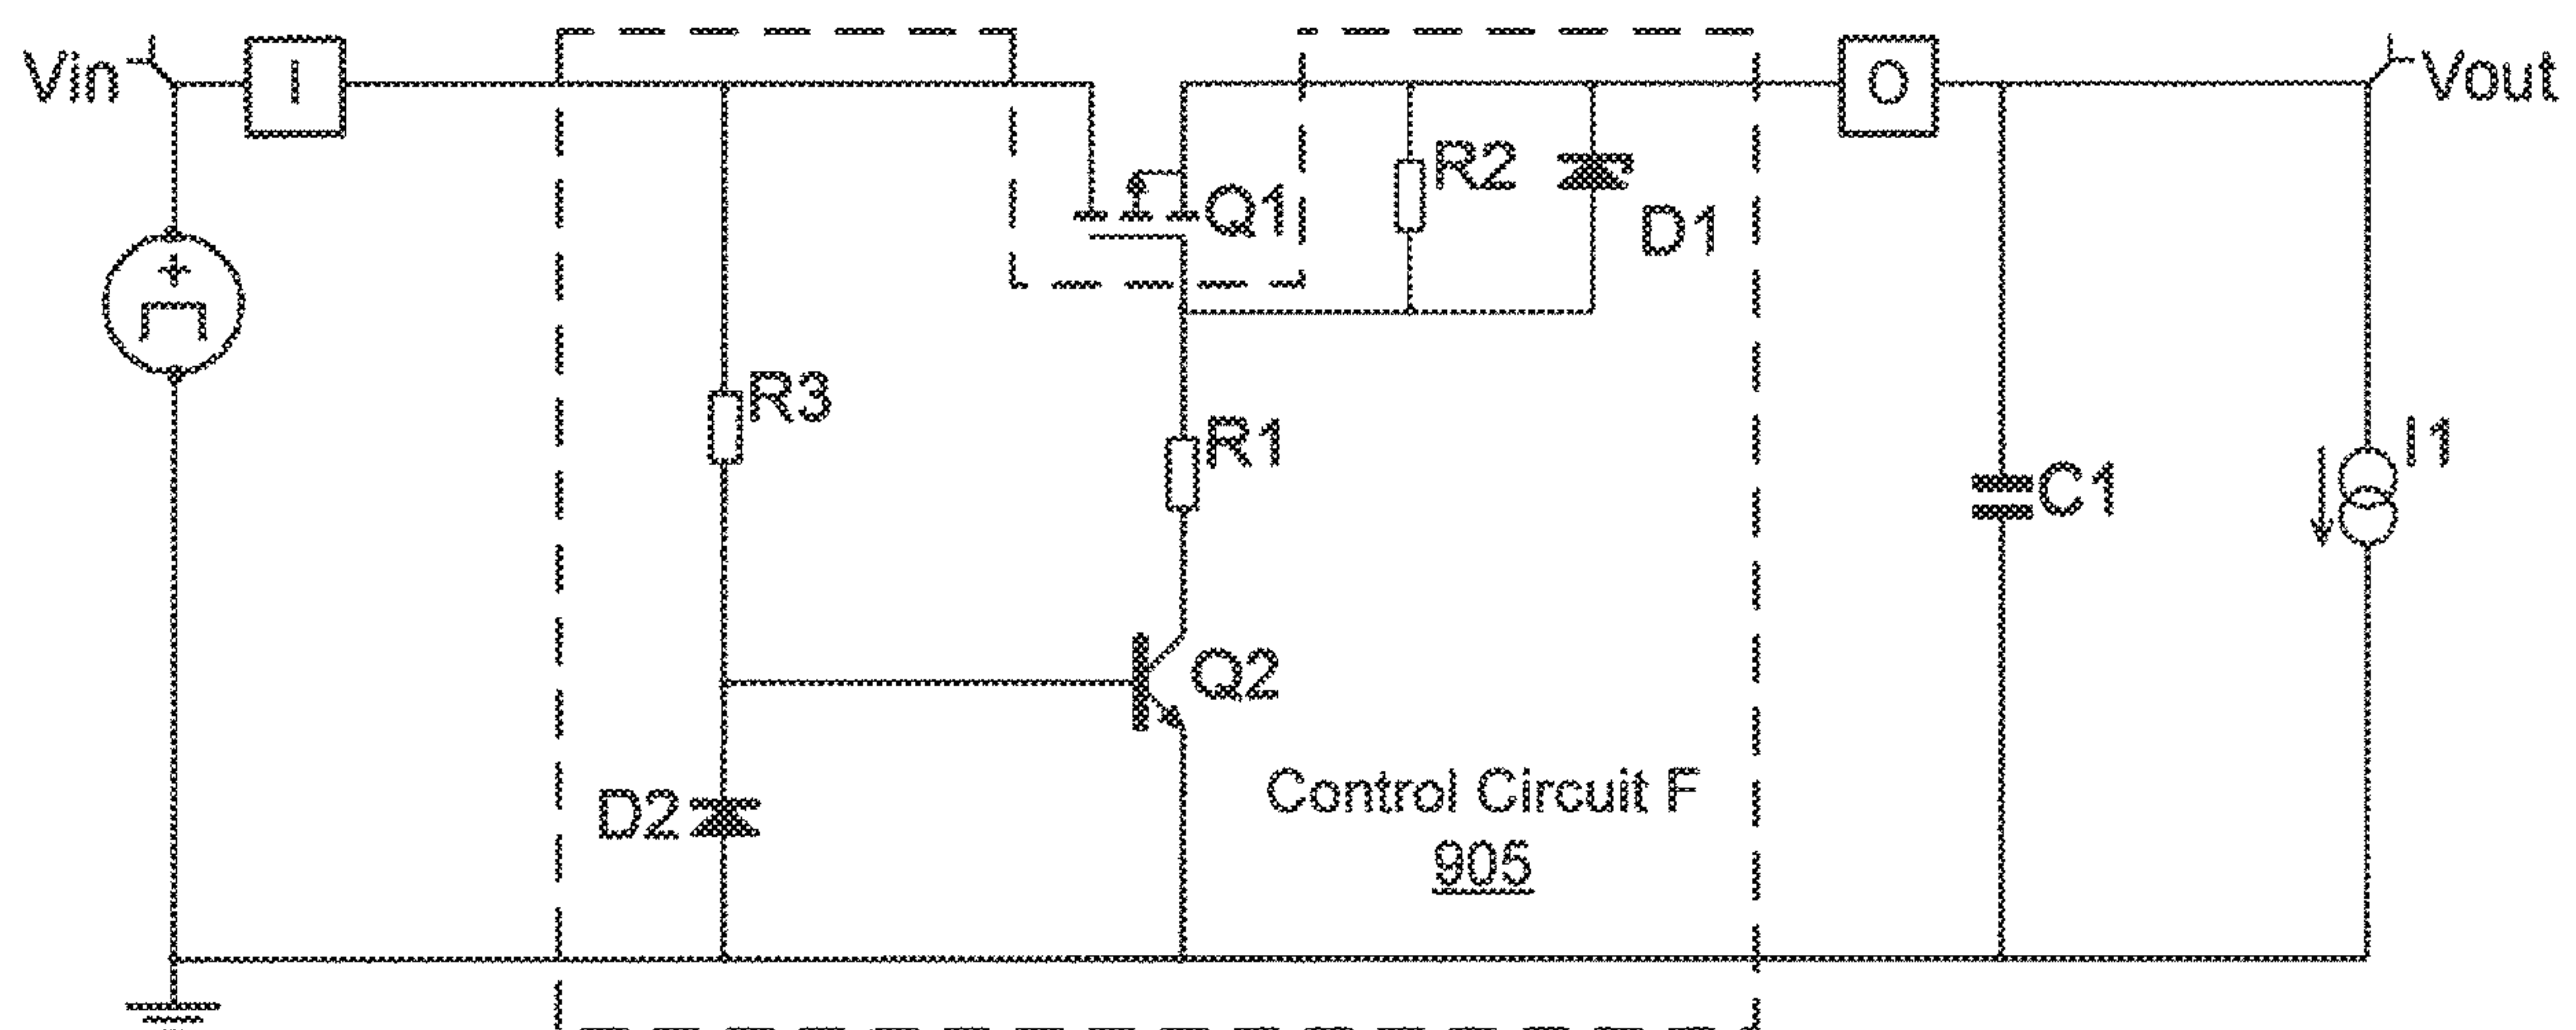 Vin
I
O
Vout
Q1
R2
D1
R3
R1
I1
C1
Q2
D2
Control Circuit F
905